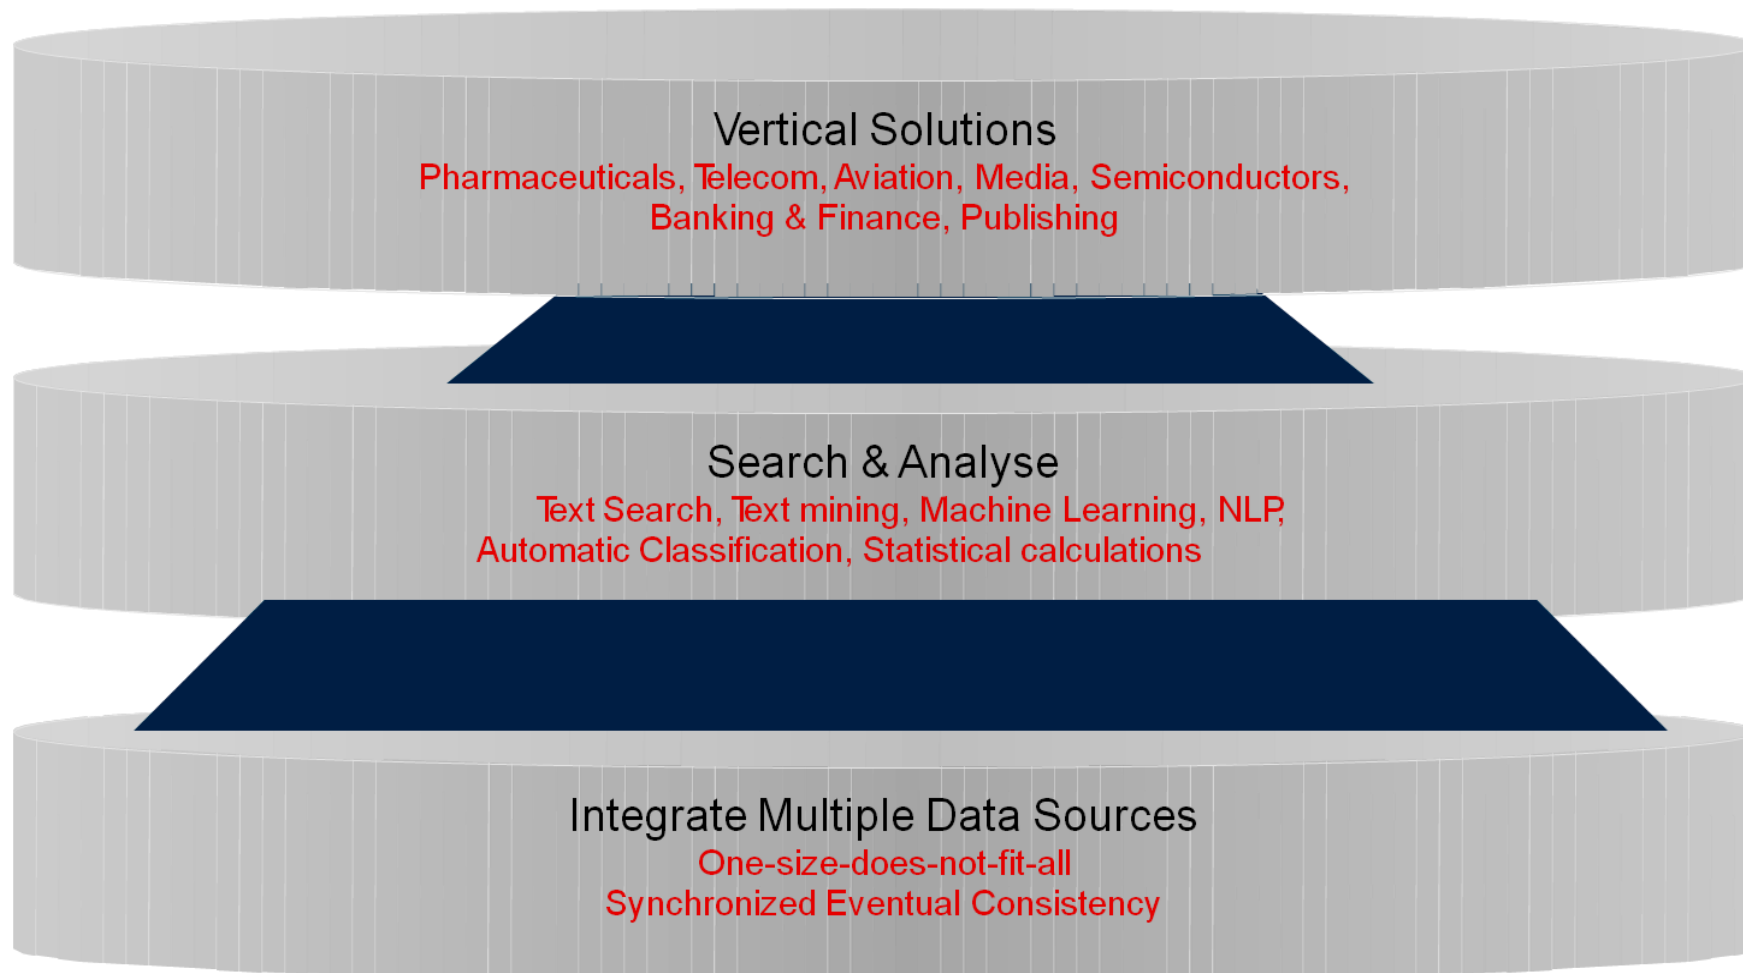 Vertical Solutions
Pharmaceuticals, Telecom, Aviation, Media, Semiconductors,
Banking & Finance, Publishing
Search & Analyse
Text Search, Text mining, Machine Learning, NLP,
Automatic Classification, Statistical calculations
Integrate Multiple Data Sources
One-size-does-not-fit-all
Synchronized Eventual Consistency